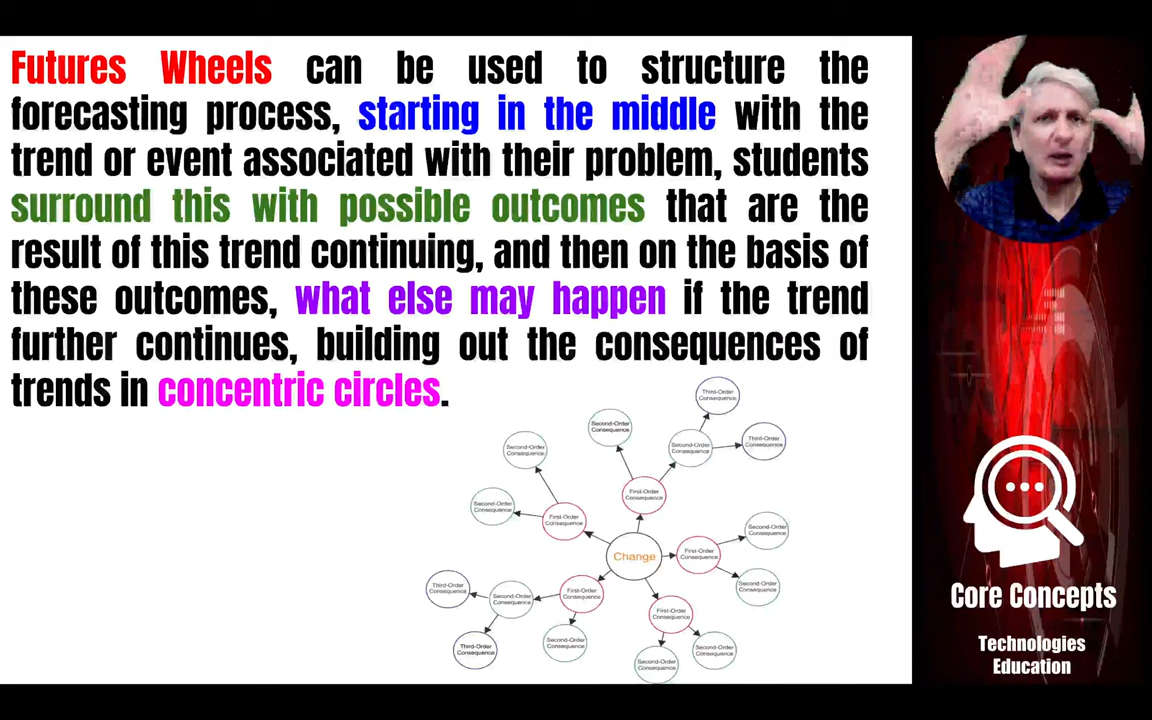 Futures Wheels can be used to structure the
forecasting process, starting in the middle with the
trend or event associated with their problem, students
surround this with possible outcomes that are the
result of this trend continuing, and then on the basis of
these outcomes, what else may happen if the trend
further continues, building out the consequences of
trends in concentric circles.
Third-Order
Consequence
Second-Order
Consequence
Third-Order
Consequence
Second-Order
Consequence
Second-Order
Consequence
First-Order
Consequence
Second-Order
Consequence
First-Order
Consequence
Second-Order
Consequence
Change
First-Order
Consequence
Third-Order
Consequence
Second-Order
Consequence
First-Order
Consequence
Second-Order
Consequence
First-Order
Consequence
Third-Order
Consequence
Second-Order
Consequence
Second-Order
Consequence
Second-Order
Consequence
Core Concepts
Technologies
Education